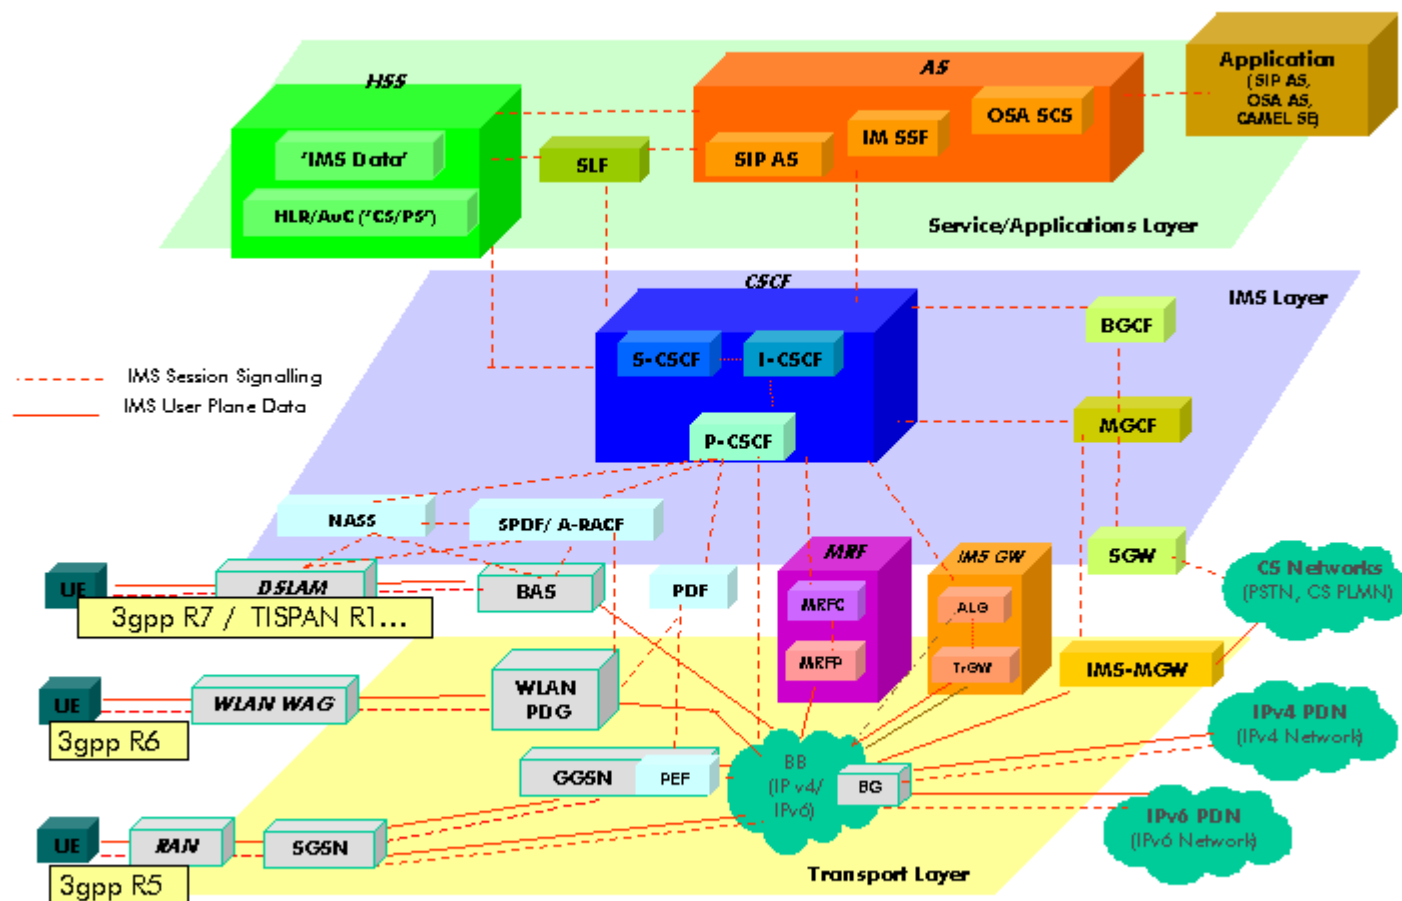 HSS
'IMS Data'
HLR/AuC ('CS/PS')
SLF
AS
SIP AS
IM SSF
OSA SCS
Application
(SIP AS,
OSA AS,
CAMEL SE)
Service/Applications Layer
CSCF
S-CSCF
I-CSCF
P-CSCF
IMS Layer
BGCF
MGCF
SGW
IMS Session Signalling
IMS User Plane Data
NASS
SPDF/ A-RACF
UE
DSLAM
BAS
3gpp R7 / TISPAN R1...
PDF
MRF
MRFC
MRFP
IMS GW
ALG
TrGW
CS Networks
(PSTN, CS PLMN)
IMS-MGW
UE
WLAN WAG
WLAN
PDG
3gpp R6
GGSN
PEF
BB
(IP v4/
IPv6)
BG
IPv4 PDN
(IPv4 Network)
IPv6 PDN
(IPv6 Network)
UE
RAN
SGSN
3gpp R5
Transport Layer